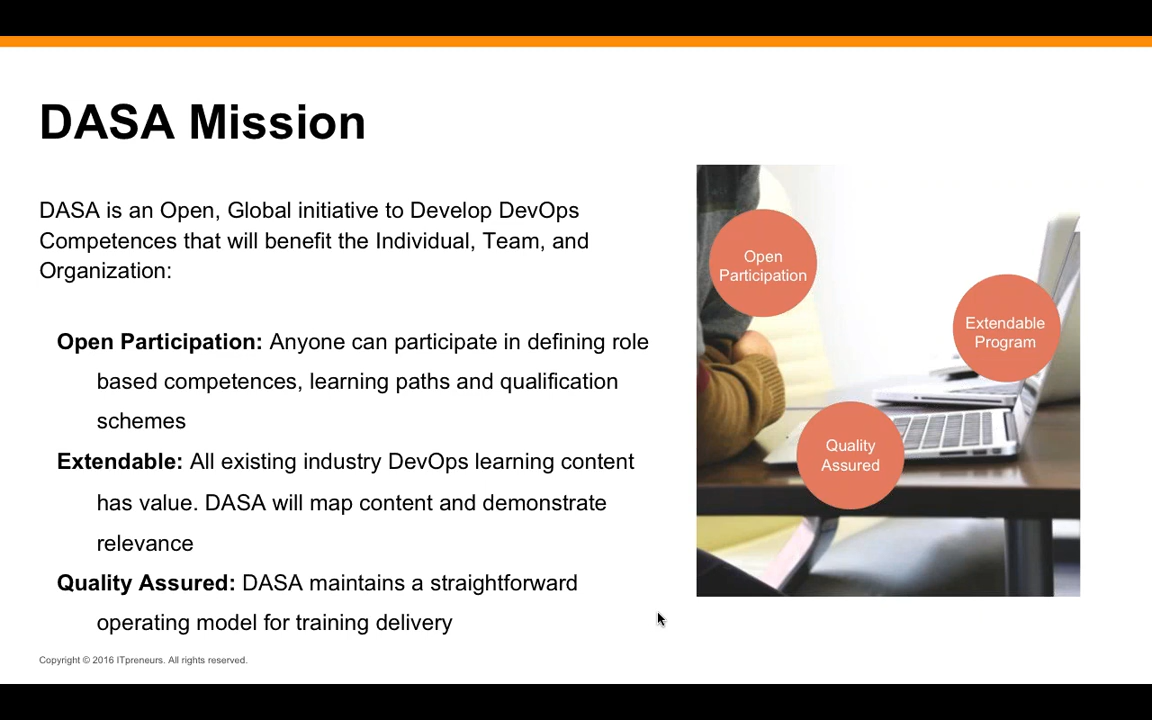 DASA Mission
DASA is an Open, Global initiative to Develop DevOps
Competences that will benefit the Individual, Team, and
Organization:
Open Participation: Anyone can participate in defining role
based competences, learning paths and qualification
schemes
Extendable: All existing industry DevOps learning content
has value. DASA will map content and demonstrate
relevance
Quality Assured: DASA maintains a straightforward
operating model for training delivery
Open
Participation
Extendable
Program
Quality
Assured
Copyright © 2016 ITpreneurs. All rights reserved.